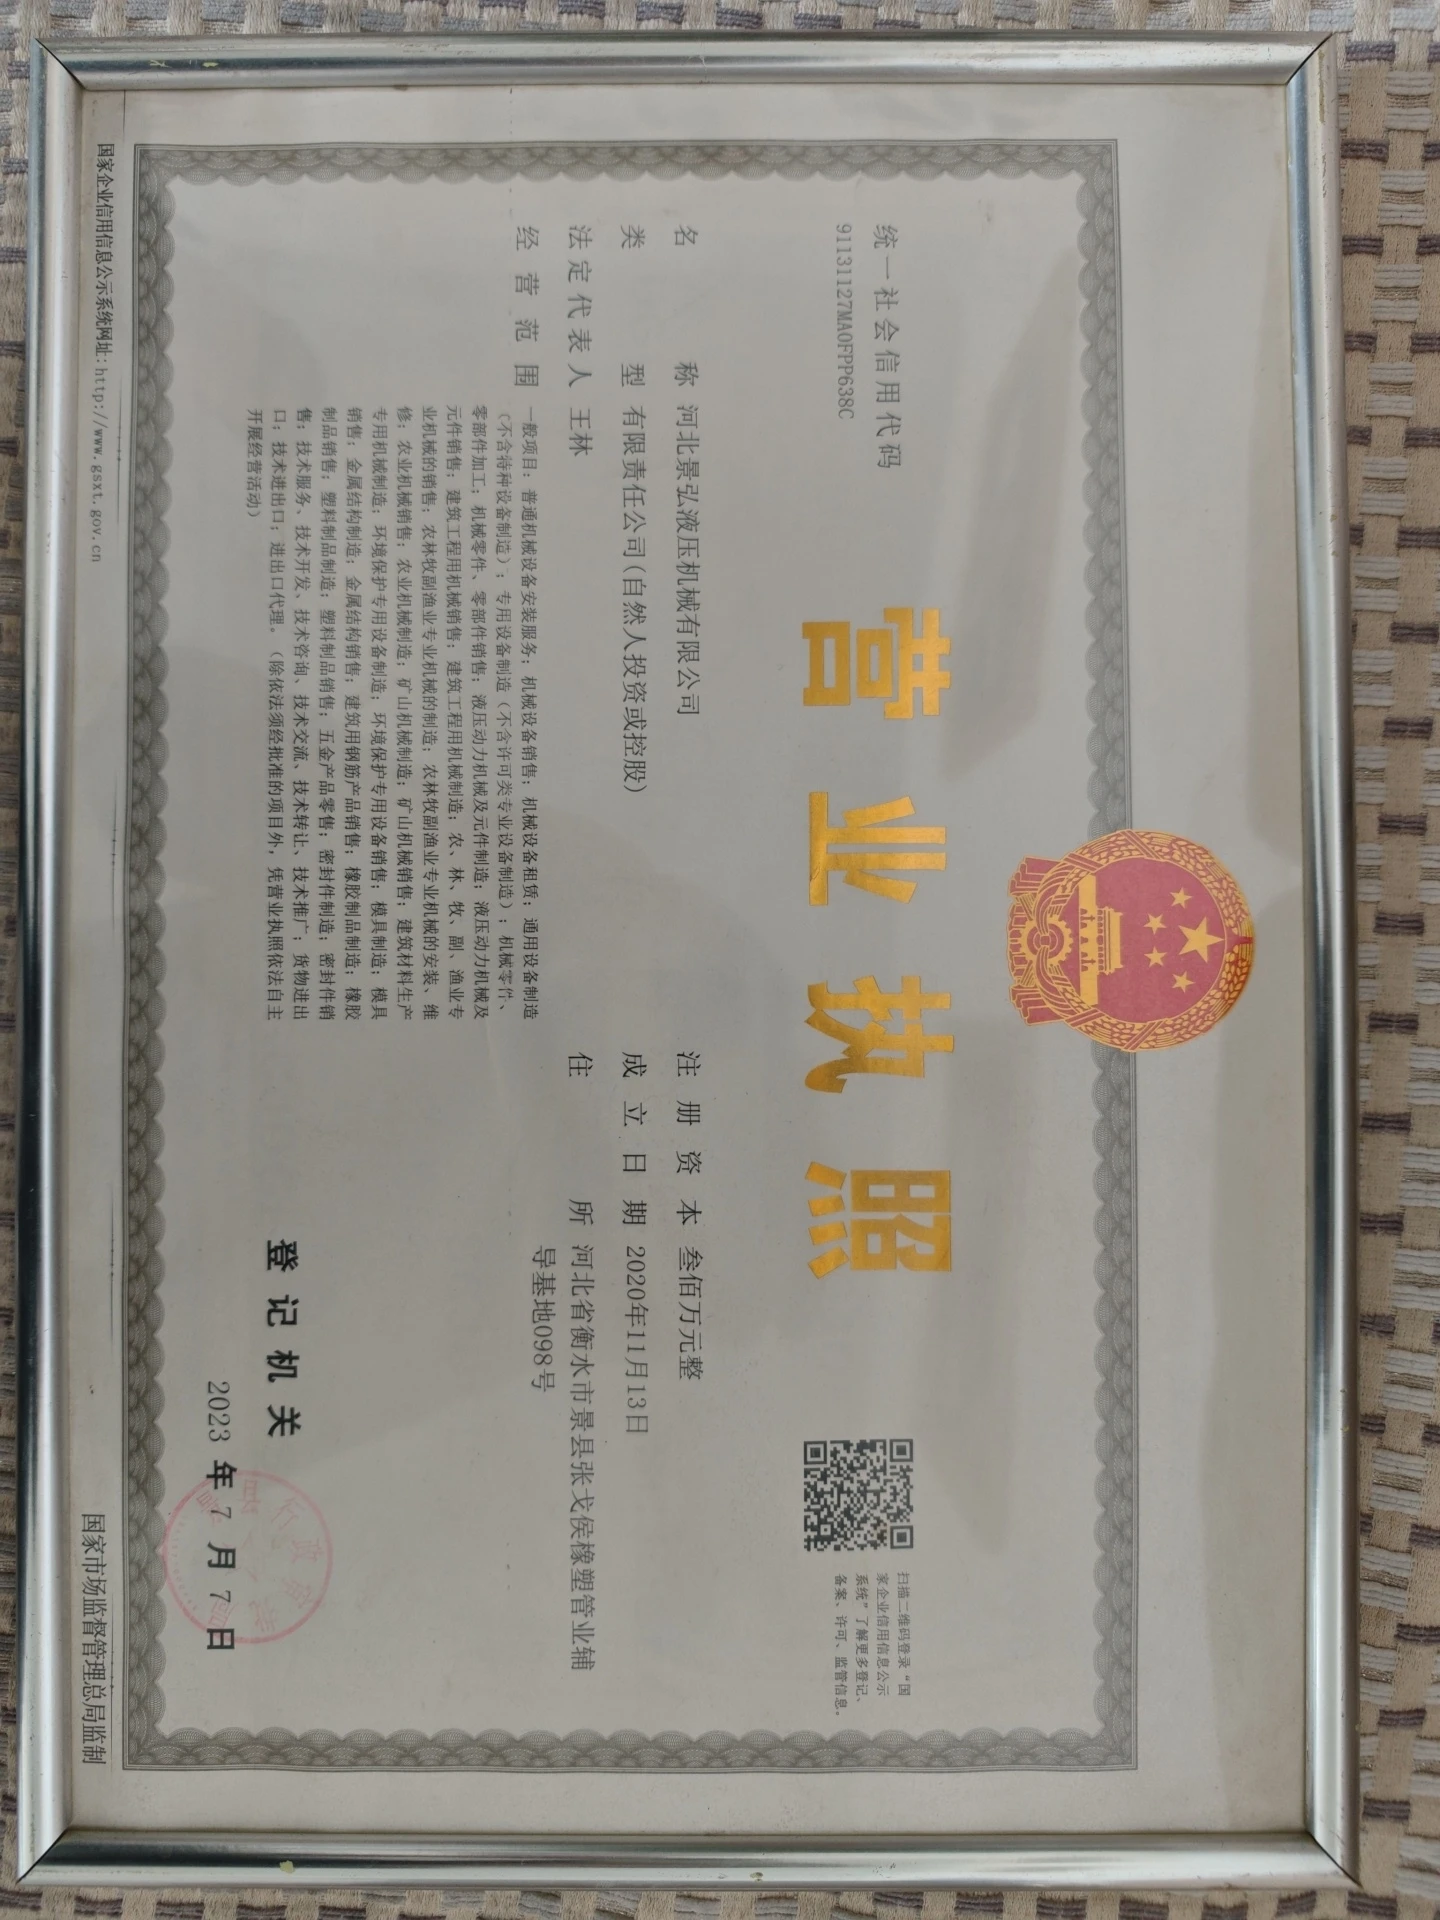 营业执照
统一社会信用代码
91131127MA0FPP638C
扫描二维码登录“国
家企业信用信息公示
系统”了解更多登记、
备案、许可、监管信息。
名称 河北景弘液压机械有限公司
类型 有限责任公司（自然人投资或控股）
法定代表人 王林
经营范围 一般项目：普通机械设备安装服务；机械设备销售；机械设备租赁；通用设备制造
（不含特种设备制造）；专用设备制造（不含许可类专业设备制造）；机械零件、
零部件加工；机械零件、零部件销售；液压动力机械及元件制造；液压动力机械及
元件销售；建筑工程用机械销售；建筑工程用机械制造；农、林、牧、副、渔业专
业机械的销售；农林牧副渔业专业机械的制造；农林牧副渔业专业机械的安装、维
修；农业机械销售；农业机械制造；矿山机械制造；矿山机械销售；建筑材料生产
专用机械制造；环境保护专用设备制造；环境保护专用设备销售；模具制造；模具
销售；金属结构制造；金属结构销售；建筑用钢筋产品销售；橡胶制品制造；橡胶
制品销售；塑料制品制造；塑料制品销售；五金产品零售；密封件制造；密封件销
售；技术服务、技术开发、技术咨询、技术交流、技术转让、技术推广；货物进出
口；技术进出口；进出口代理。（除依法须经批准的项目外，凭营业执照依法自主
开展经营活动）
注册资本 叁佰万元整
成立日期 2020年11月13日
住所 河北省衡水市景县张戈侯橡塑管业辅
导基地098号
登记机关
2023年7月7日
国家企业信用信息公示系统网址：http://www.gsxt.gov.cn
国家市场监督管理总局监制